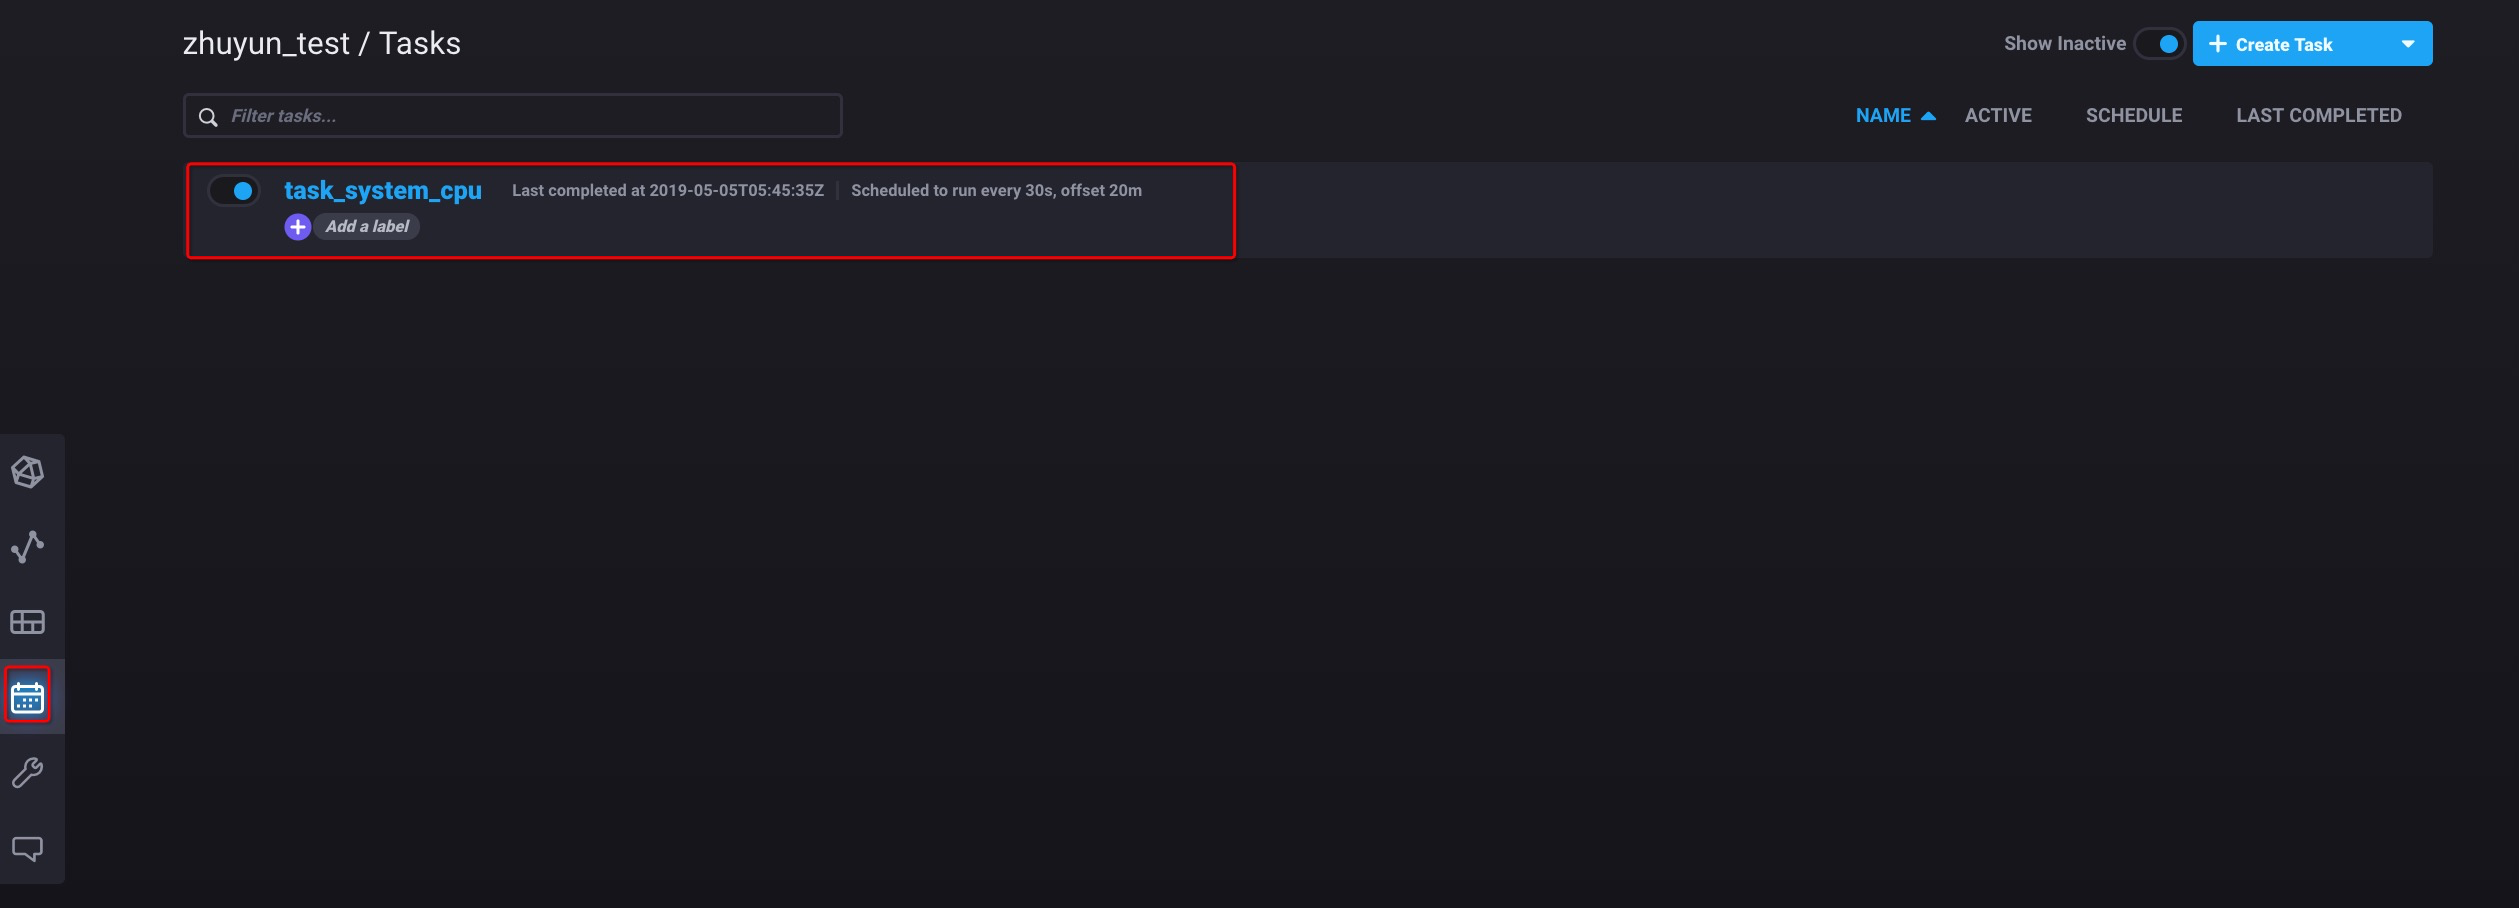 zhuyun_test / Tasks
Show Inactive
Create Task
Filter tasks...
NAME ACTIVE SCHEDULE LAST COMPLETED
task_system_cpu Last completed at 2019-05-05T05:45:35Z Scheduled to run every 30s, offset 20m
Add a label